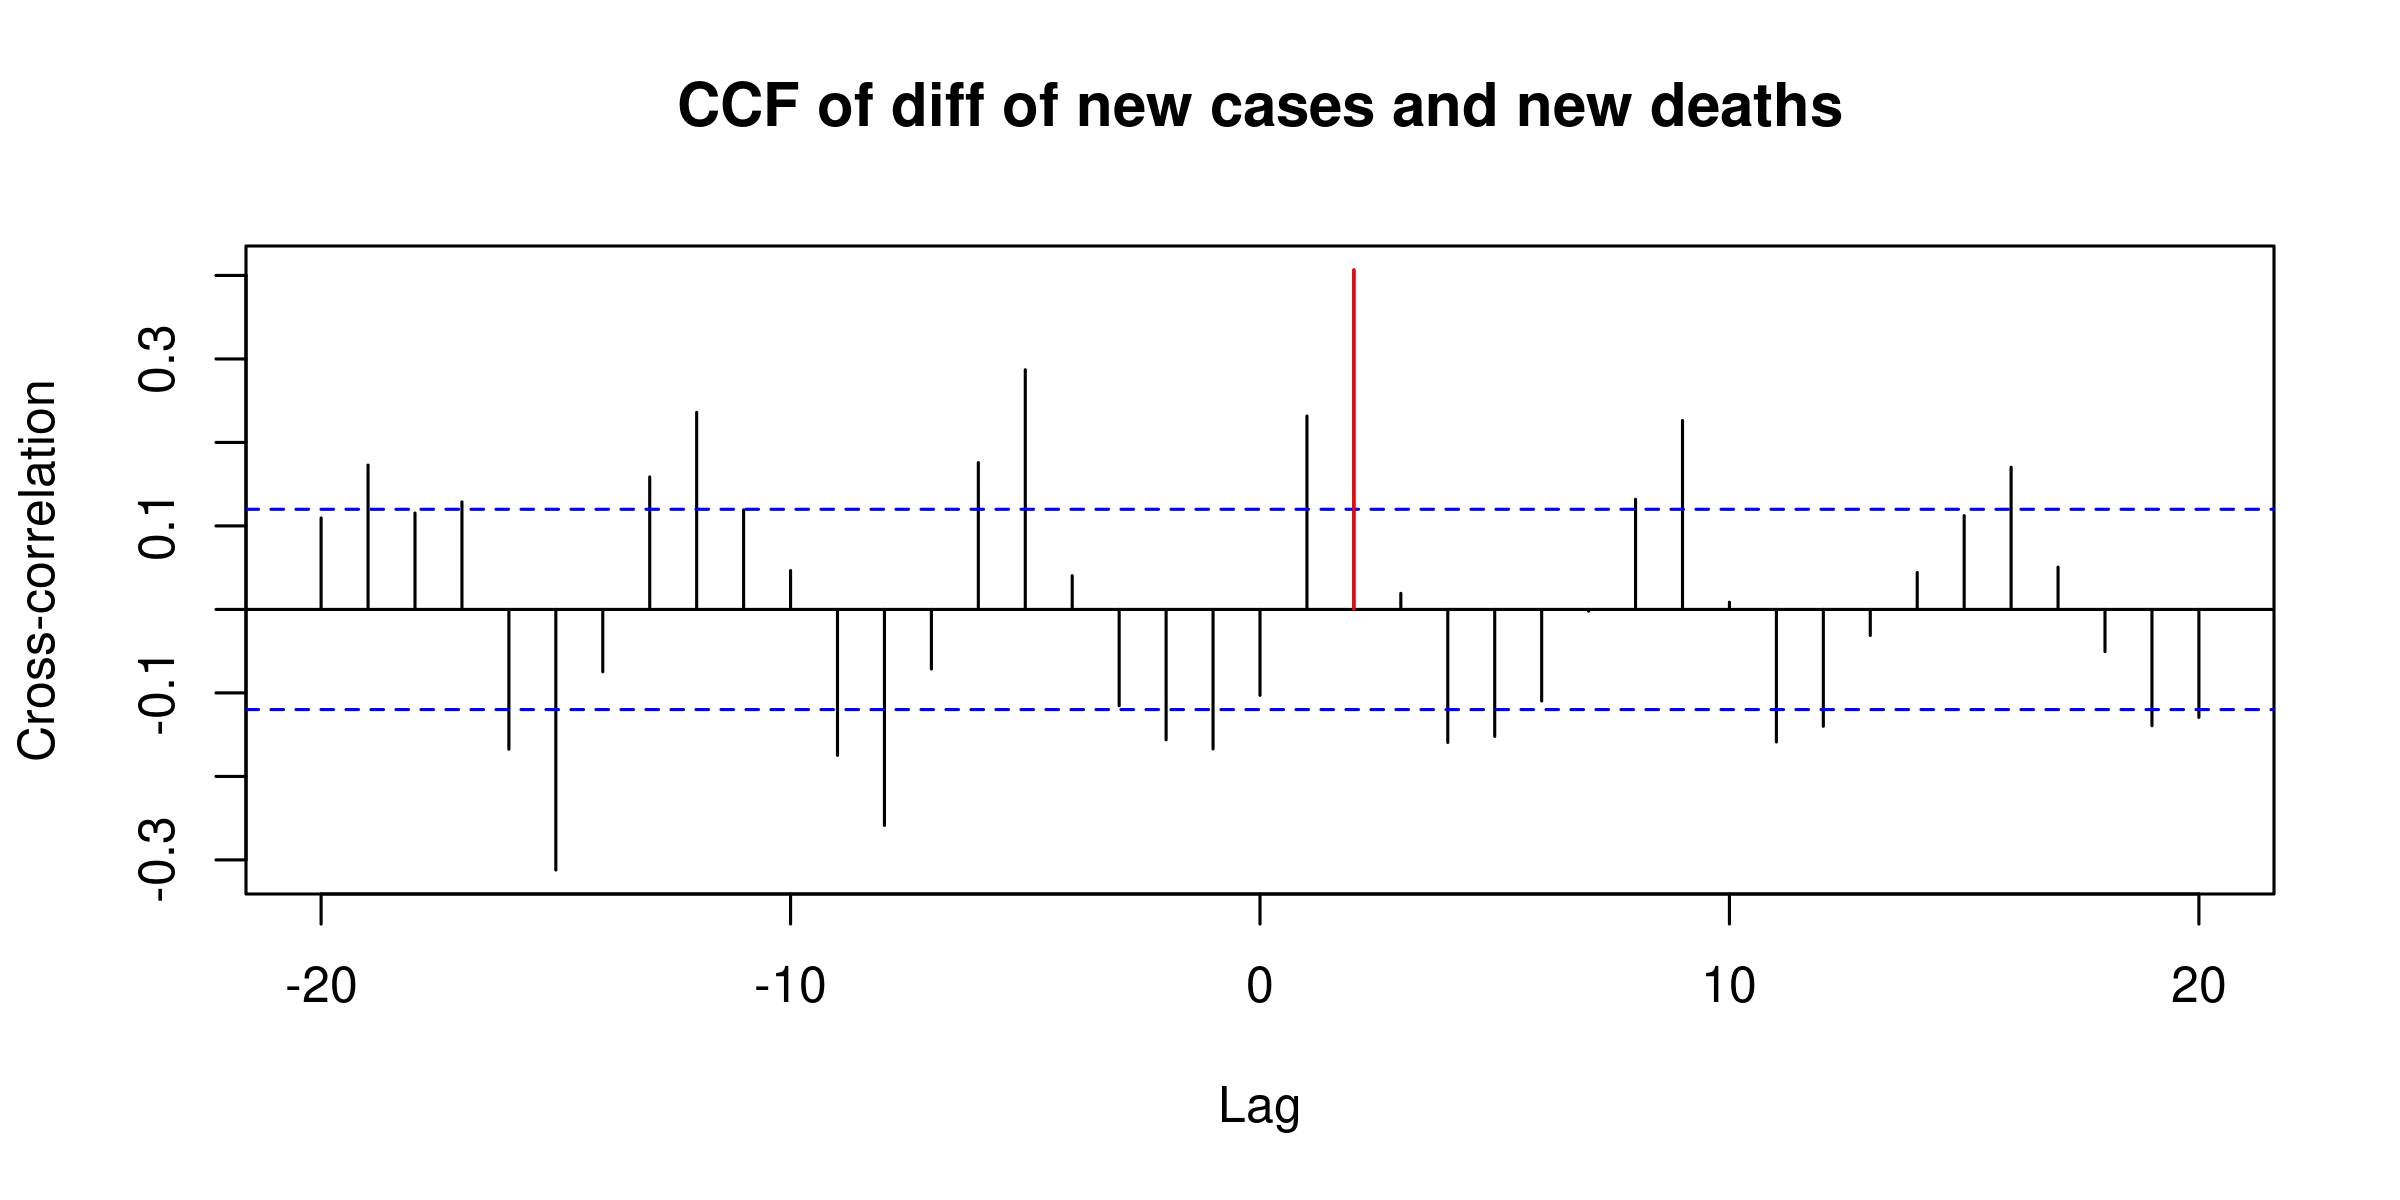 CCF of diff of new cases and new deaths
Cross-correlation
0.3
0.1
-0.1
-0.3
-20 -10 0 10 20
Lag